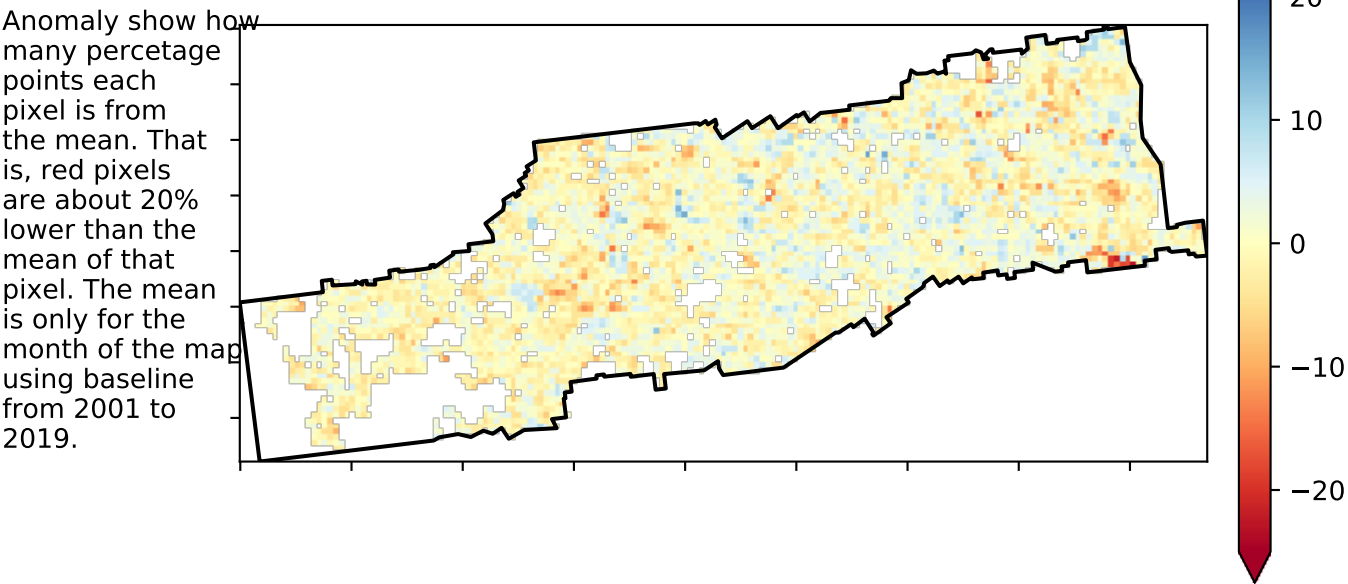 Anomaly show how
many percetage
points each
pixel is from
the mean. That
is, red pixels
are about 20%
lower than the
mean of that
pixel. The mean
is only for the
month of the map
using baseline
from 2001 to
2019.
20
10
0
−10
−20